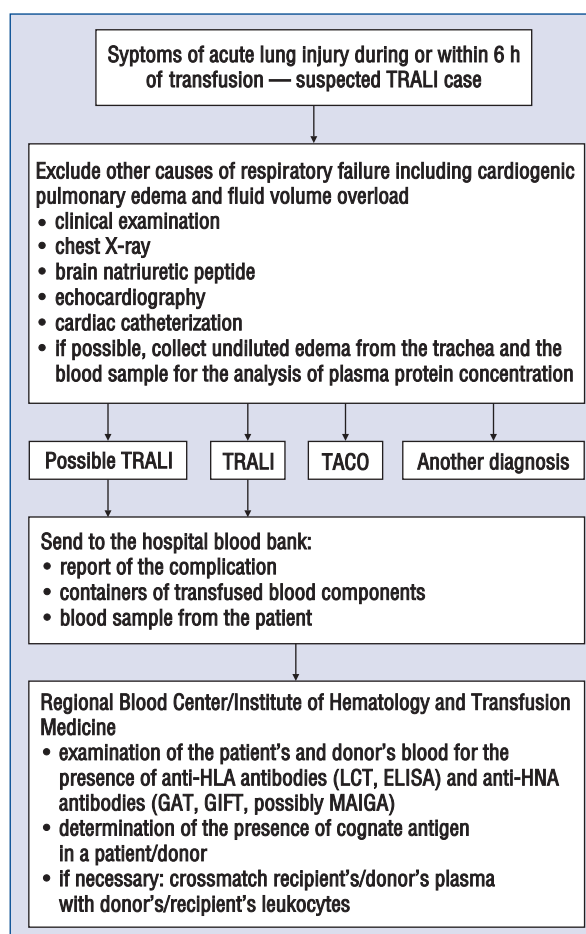 Syptoms of acute lung injury during or within 6 h
of transfusion — suspected TRALI case
Exclude other causes of respiratory failure including cardiogenic
pulmonary edema and fluid volume overload
• clinical examination
• chest X-ray
• brain natriuretic peptide
• echocardiography
• cardiac catheterization
• if possible, collect undiluted edema from the trachea and the
blood sample for the analysis of plasma protein concentration
Possible TRALI
TRALI
TACO
Another diagnosis
Send to the hospital blood bank:
• report of the complication
• containers of transfused blood components
• blood sample from the patient
Regional Blood Center/Institute of Hematology and Transfusion
Medicine
• examination of the patient's and donor's blood for the
presence of anti-HLA antibodies (LCT, ELISA) and anti-HNA
antibodies (GAT, GIFT, possibly MAIGA)
• determination of the presence of cognate antigen
in a patient/donor
• if necessary: crossmatch recipient's/donor's plasma
with donor's/recipient's leukocytes